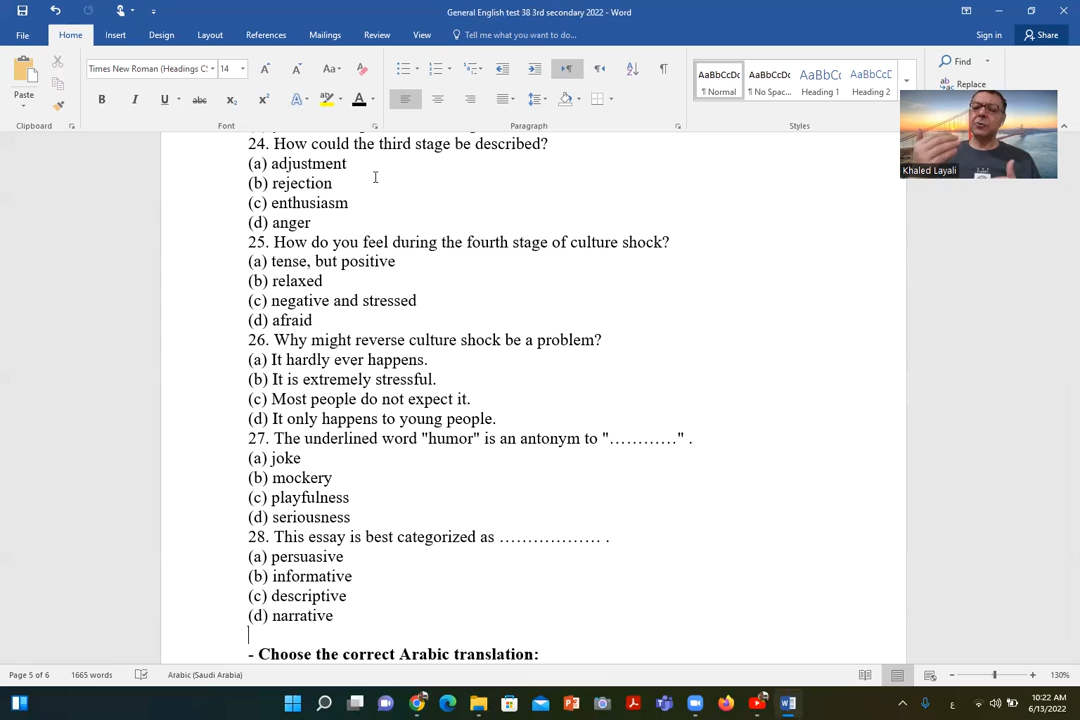 General English test 38 3rd secondary 2022 - Word
Sign in
Share
File Home Insert Design Layout References Mailings Review View Tell me what you want to do...
Times New Roman (Headings C: 14
Paste
Clipboard Font Paragraph Styles
AaBbCcDc AaBbCcDc AaBbC( AaBbCcD
¶ Normal ¶ No Spac... Heading 1 Heading 2
Find
Replace
Khaled Layali
24. How could the third stage be described?
(a) adjustment
(b) rejection
(c) enthusiasm
(d) anger
25. How do you feel during the fourth stage of culture shock?
(a) tense, but positive
(b) relaxed
(c) negative and stressed
(d) afraid
26. Why might reverse culture shock be a problem?
(a) It hardly ever happens.
(b) It is extremely stressful.
(c) Most people do not expect it.
(d) It only happens to young people.
27. The underlined word "humor" is an antonym to "…………" .
(a) joke
(b) mockery
(c) playfulness
(d) seriousness
28. This essay is best categorized as ……………… .
(a) persuasive
(b) informative
(c) descriptive
(d) narrative
- Choose the correct Arabic translation:
Page 5 of 6 1665 words Arabic (Saudi Arabia) 130%
10:22 AM
6/13/2022